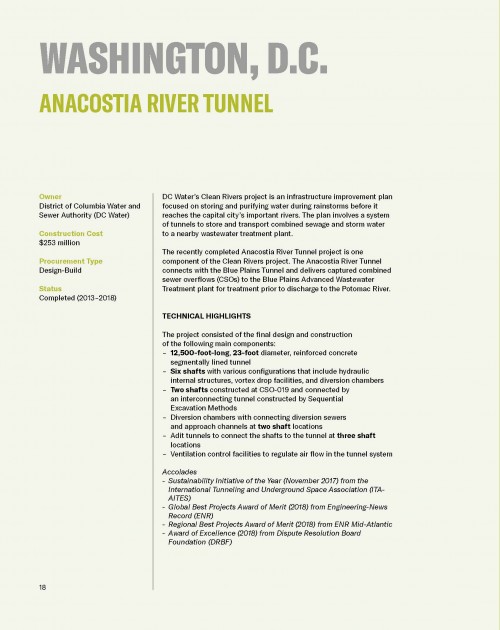 WASHINGTON, D.C.
ANACOSTIA RIVER TUNNEL
Owner
District of Columbia Water and
Sewer Authority (DC Water)
Construction Cost
$253 million
Procurement Type
Design-Build
Status
Completed (2013-2018)
DC Water's Clean Rivers project is an infrastructure improvement plan
focused on storing and purifying water during rainstorms before it
reaches the capital city's important rivers. The plan involves a system
of tunnels to store and transport combined sewage and storm water
to a nearby wastewater treatment plant.
The recently completed Anacostia River Tunnel project is one
component of the Clean Rivers project. The Anacostia River Tunnel
connects with the Blue Plains Tunnel and delivers captured combined
sewer overflows (CSOs) to the Blue Plains Advanced Wastewater
Treatment plant for treatment prior to discharge to the Potomac River.
TECHNICAL HIGHLIGHTS
The project consisted of the final design and construction
of the following main components:
– 12,500-foot-long, 23-foot diameter, reinforced concrete
segmentally lined tunnel
– Six shafts with various configurations that include hydraulic
internal structures, vortex drop facilities, and diversion chambers
– Two shafts constructed at CSO-019 and connected by
an interconnecting tunnel constructed by Sequential
Excavation Methods
– Diversion chambers with connecting diversion sewers
and approach channels at two shaft locations
– Adit tunnels to connect the shafts to the tunnel at three shaft
locations
– Ventilation control facilities to regulate air flow in the tunnel system
Accolades
- Sustainability Initiative of the Year (November 2017) from the
International Tunneling and Underground Space Association (ITA-
AITES)
- Global Best Projects Award of Merit (2018) from Engineering-News
Record (ENR)
- Regional Best Projects Award of Merit (2018) from ENR Mid-Atlantic
- Award of Excellence (2018) from Dispute Resolution Board
Foundation (DRBF)
18